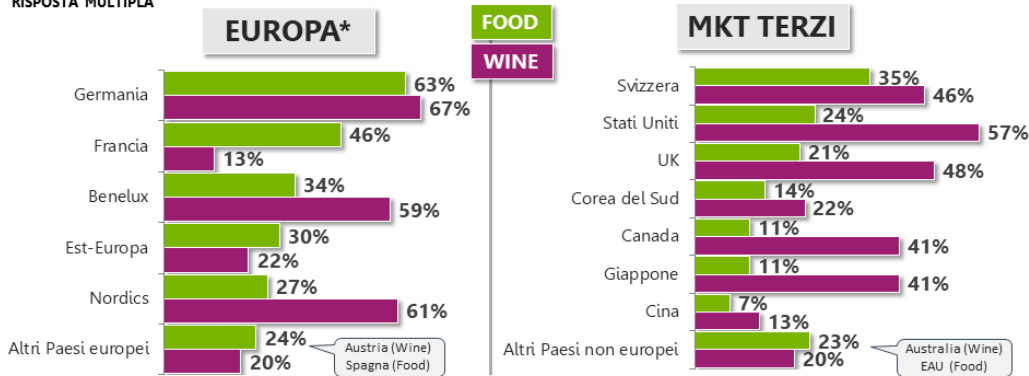 RISPOSTA MULTIPLA
EUROPA*
FOOD
WINE
MKT TERZI
Germania
63%
67%
Francia
46%
13%
Benelux
34%
59%
Est-Europa
30%
22%
Nordics
27%
61%
Altri Paesi europei
24%
20%
Austria (Wine)
Spagna (Food)
Svizzera
35%
46%
Stati Uniti
24%
57%
UK
21%
48%
Corea del Sud
14%
22%
Canada
11%
41%
Giappone
11%
41%
Cina
7%
13%
Altri Paesi non europei
23%
20%
Australia (Wine)
EAU (Food)